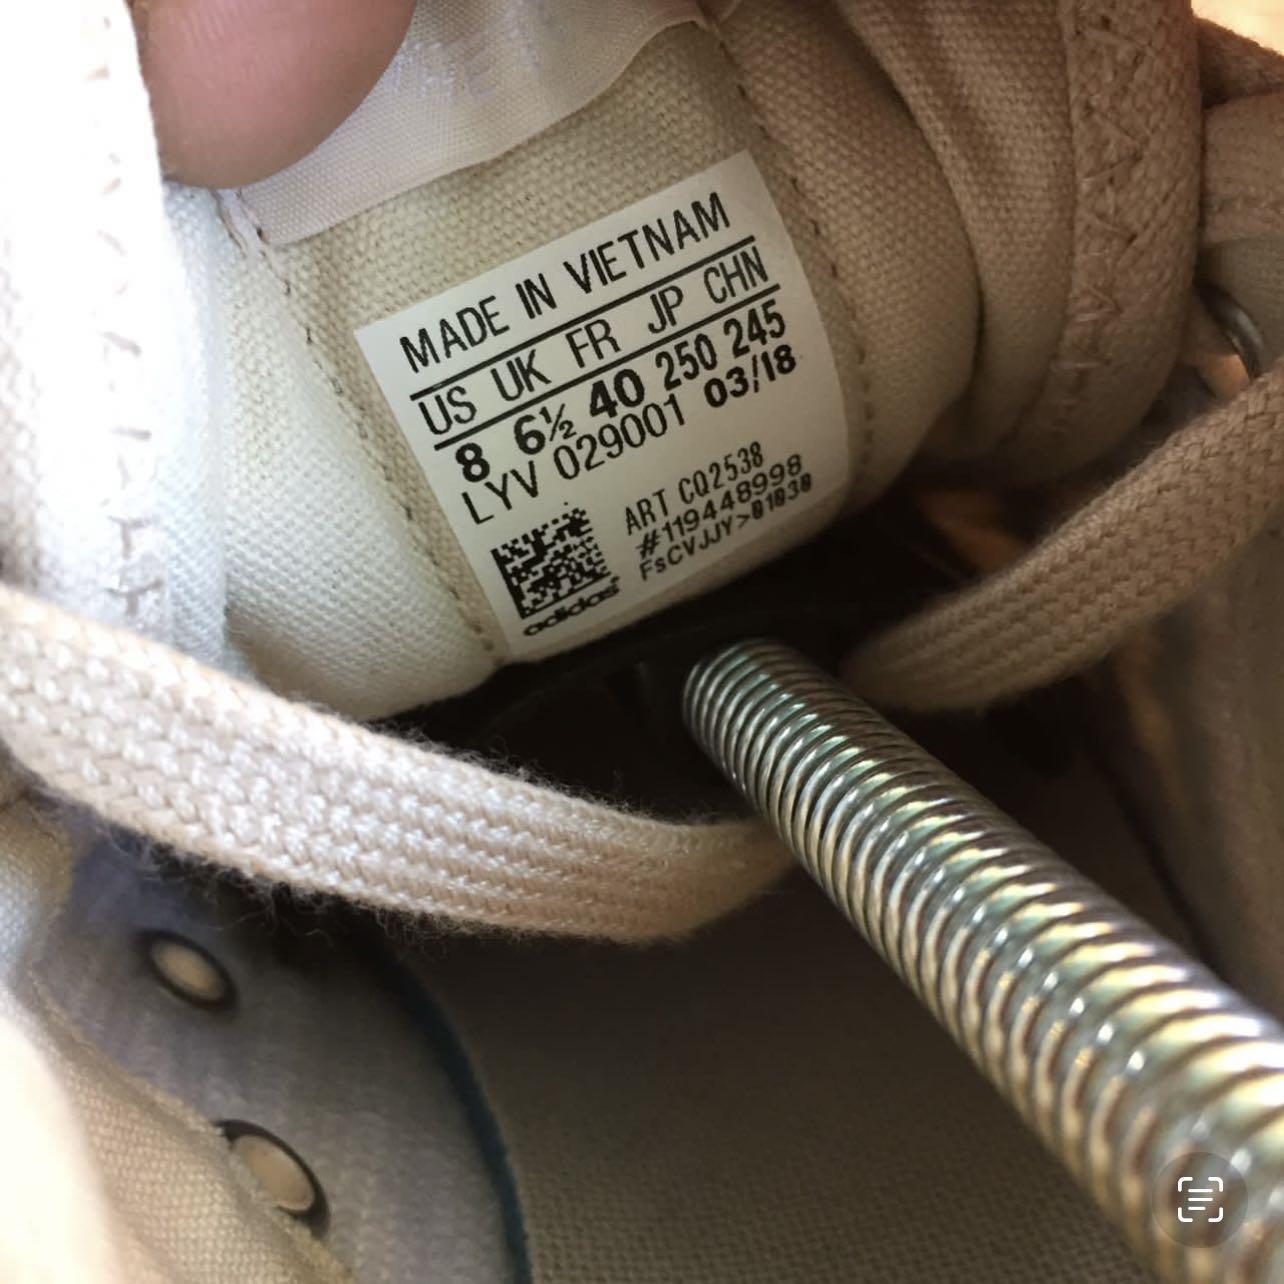 MADE IN VIETNAM
US UK FR JP CHN
8 6½ 40 250 245
LYV 029001 03/18
ART CQ2538
#119448998
FsCVJJY>01030
adidas